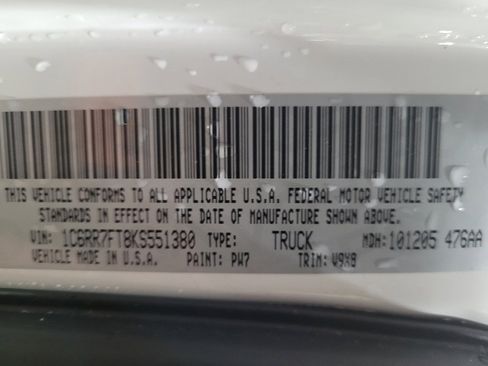 THIS VEHICLE CONFORMS TO ALL APPLICABLE U.S.A. FEDERAL MOTOR VEHICLE SAFETY
STANDARDS IN EFFECT ON THE DATE OF MANUFACTURE SHOWN ABOVE.
VIN: 1C6RR7FT8KS551380 TYPE: TRUCK MDH: 101205 476AA
VEHICLE MADE IN U.S.A. PAINT: PW7 TRIM: V9X8